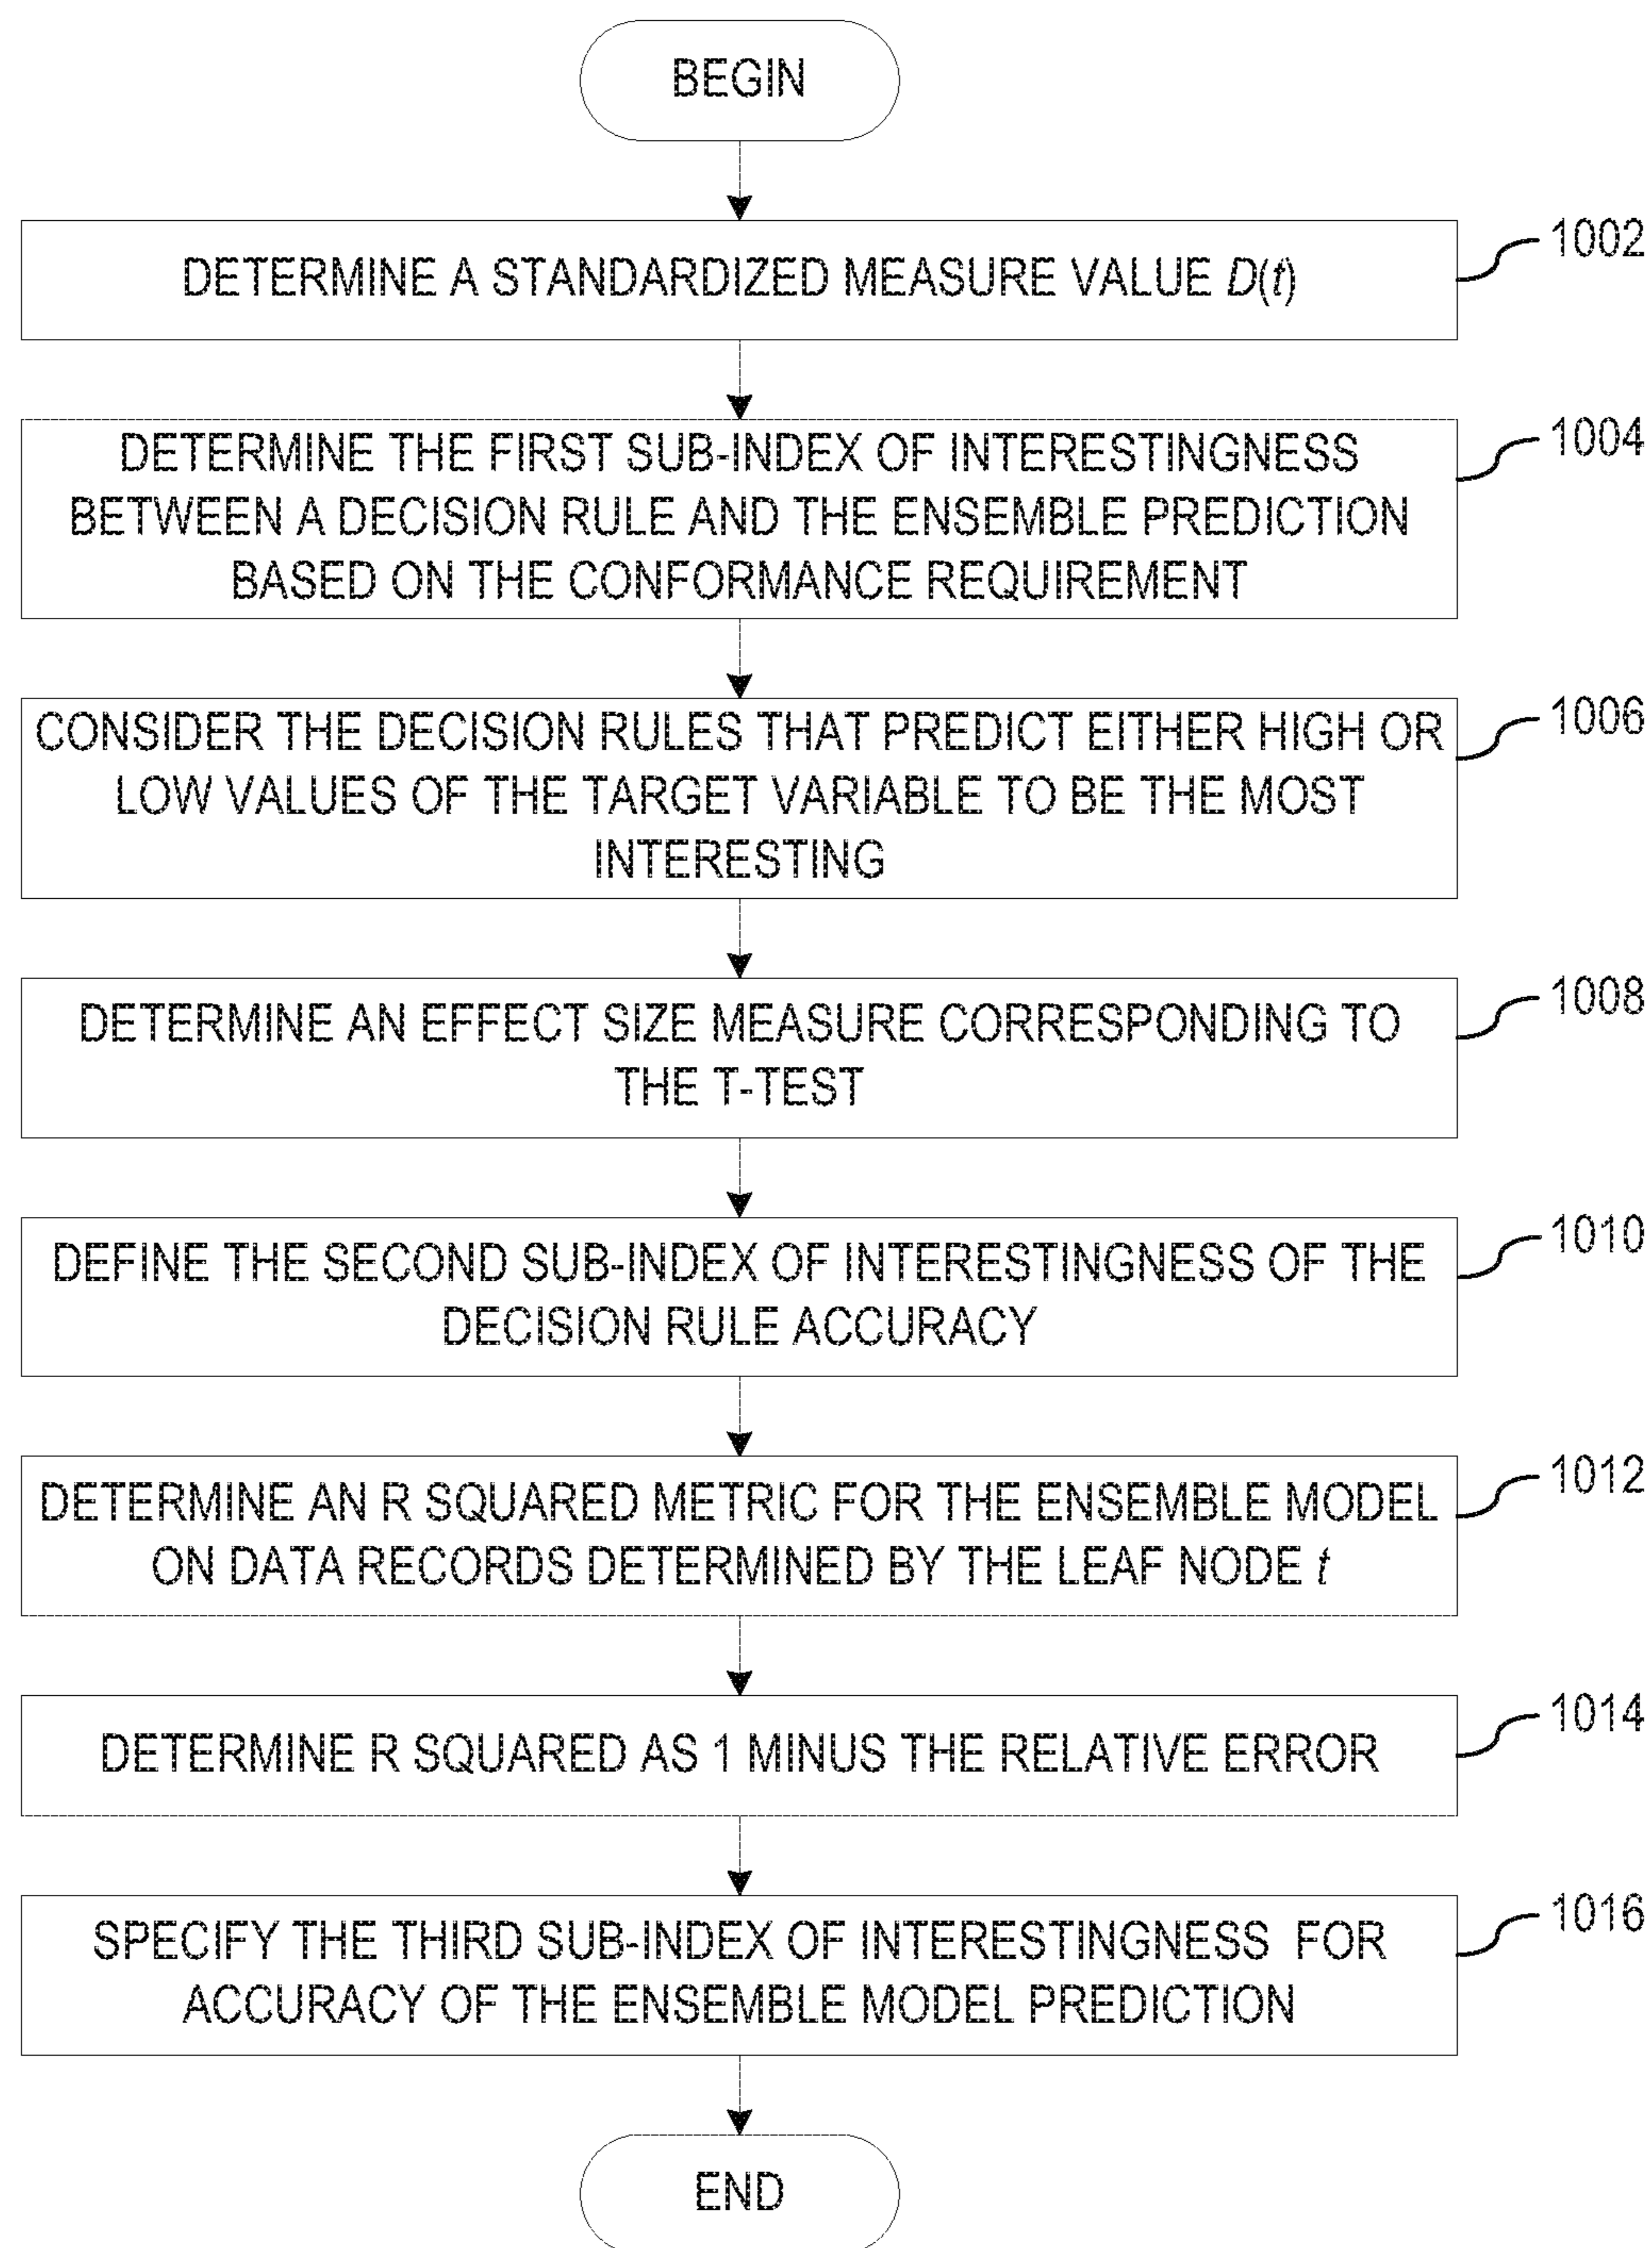 BEGIN
DETERMINE A STANDARDIZED MEASURE VALUE D(t)
1002
DETERMINE THE FIRST SUB-INDEX OF INTERESTINGNESS
BETWEEN A DECISION RULE AND THE ENSEMBLE PREDICTION
BASED ON THE CONFORMANCE REQUIREMENT
1004
CONSIDER THE DECISION RULES THAT PREDICT EITHER HIGH OR
LOW VALUES OF THE TARGET VARIABLE TO BE THE MOST
INTERESTING
1006
DETERMINE AN EFFECT SIZE MEASURE CORRESPONDING TO
THE T-TEST
1008
DEFINE THE SECOND SUB-INDEX OF INTERESTINGNESS OF THE
DECISION RULE ACCURACY
1010
DETERMINE AN R SQUARED METRIC FOR THE ENSEMBLE MODEL
ON DATA RECORDS DETERMINED BY THE LEAF NODE t
1012
DETERMINE R SQUARED AS 1 MINUS THE RELATIVE ERROR
1014
SPECIFY THE THIRD SUB-INDEX OF INTERESTINGNESS FOR
ACCURACY OF THE ENSEMBLE MODEL PREDICTION
1016
END